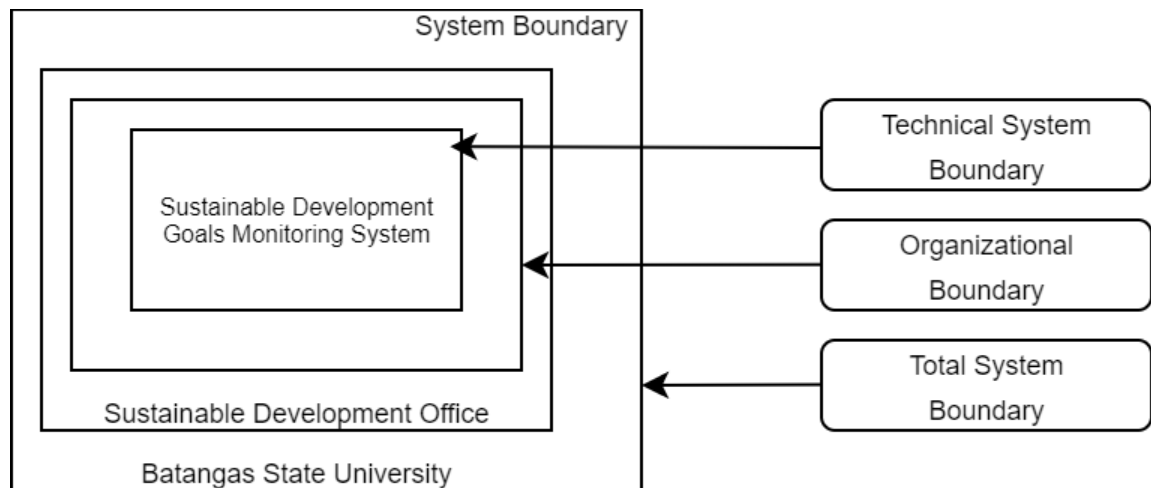 System Boundary
Technical System
Boundary
Sustainable Development
Goals Monitoring System
Organizational
Boundary
Total System
Boundary
Sustainable Development Office
Batangas State University